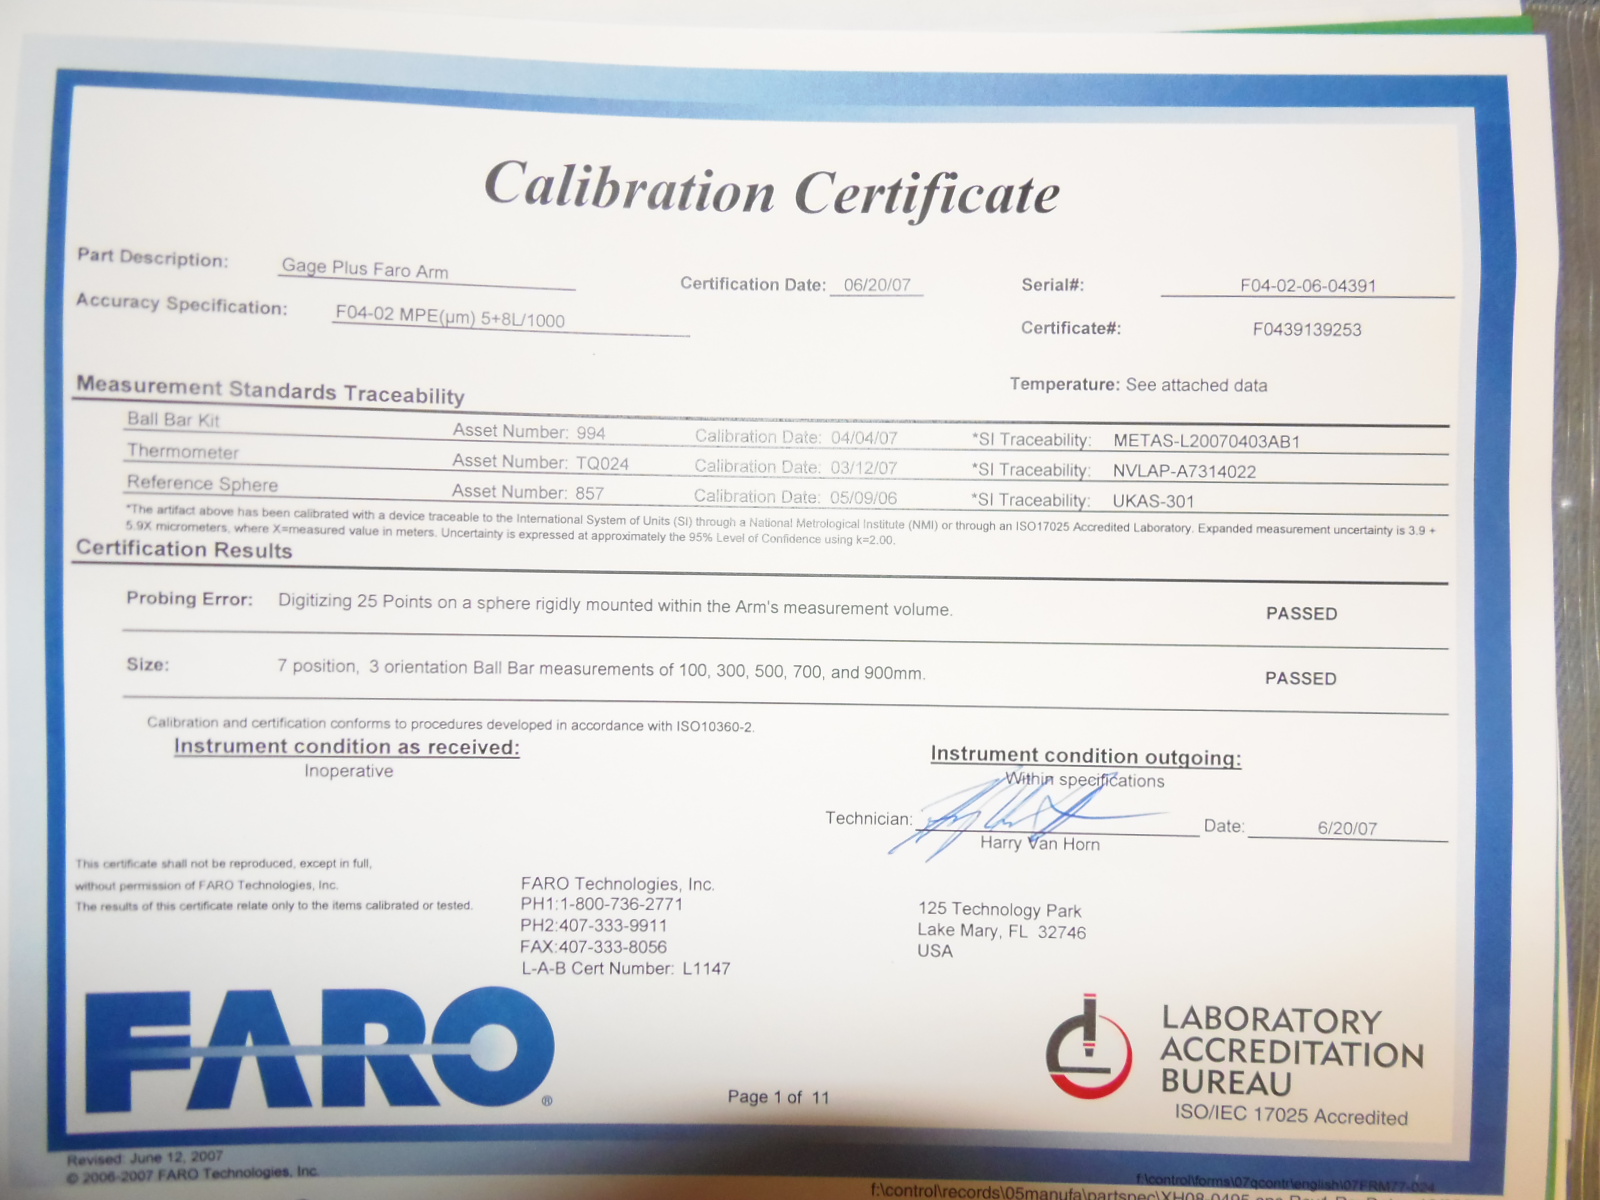 Calibration Certificate
Part Description: Gage Plus Faro Arm
Certification Date: 06/20/07
Serial#: F04-02-06-04391
Accuracy Specification: F04-02 MPE(µm) 5+8L/1000
Certificate#: F0439139253
Temperature: See attached data
Measurement Standards Traceability
Ball Bar Kit Asset Number: 994 Calibration Date: 04/04/07 *SI Traceability: METAS-L20070403AB1
Thermometer Asset Number: TQ024 Calibration Date: 03/12/07 *SI Traceability: NVLAP-A7314022
Reference Sphere Asset Number: 857 Calibration Date: 05/09/06 *SI Traceability: UKAS-301
*The artifact above has been calibrated with a device traceable to the International System of Units (SI) through a National Metrological Institute (NMI) or through an ISO17025 Accredited Laboratory. Expanded measurement uncertainty is 3.9 +
5.9X micrometers, where X=measured value in meters. Uncertainty is expressed at approximately the 95% Level of Confidence using k=2.00.
Certification Results
Probing Error: Digitizing 25 Points on a sphere rigidly mounted within the Arm's measurement volume. PASSED
Size: 7 position, 3 orientation Ball Bar measurements of 100, 300, 500, 700, and 900mm. PASSED
Calibration and certification conforms to procedures developed in accordance with ISO10360-2.
Instrument condition as received:
Inoperative
Instrument condition outgoing:
Within specifications
Technician: Date: 6/20/07
Harry Van Horn
This certificate shall not be reproduced, except in full,
without permission of FARO Technologies, Inc.
The results of this certificate relate only to the items calibrated or tested.
FARO Technologies, Inc.
PH1:1-800-736-2771
PH2:407-333-9911
FAX:407-333-8056
L-A-B Cert Number: L1147
125 Technology Park
Lake Mary, FL 32746
USA
FARO®
Page 1 of 11
LABORATORY
ACCREDITATION
BUREAU
ISO/IEC 17025 Accredited
Revised: June 12, 2007
© 2006-2007 FARO Technologies, Inc.